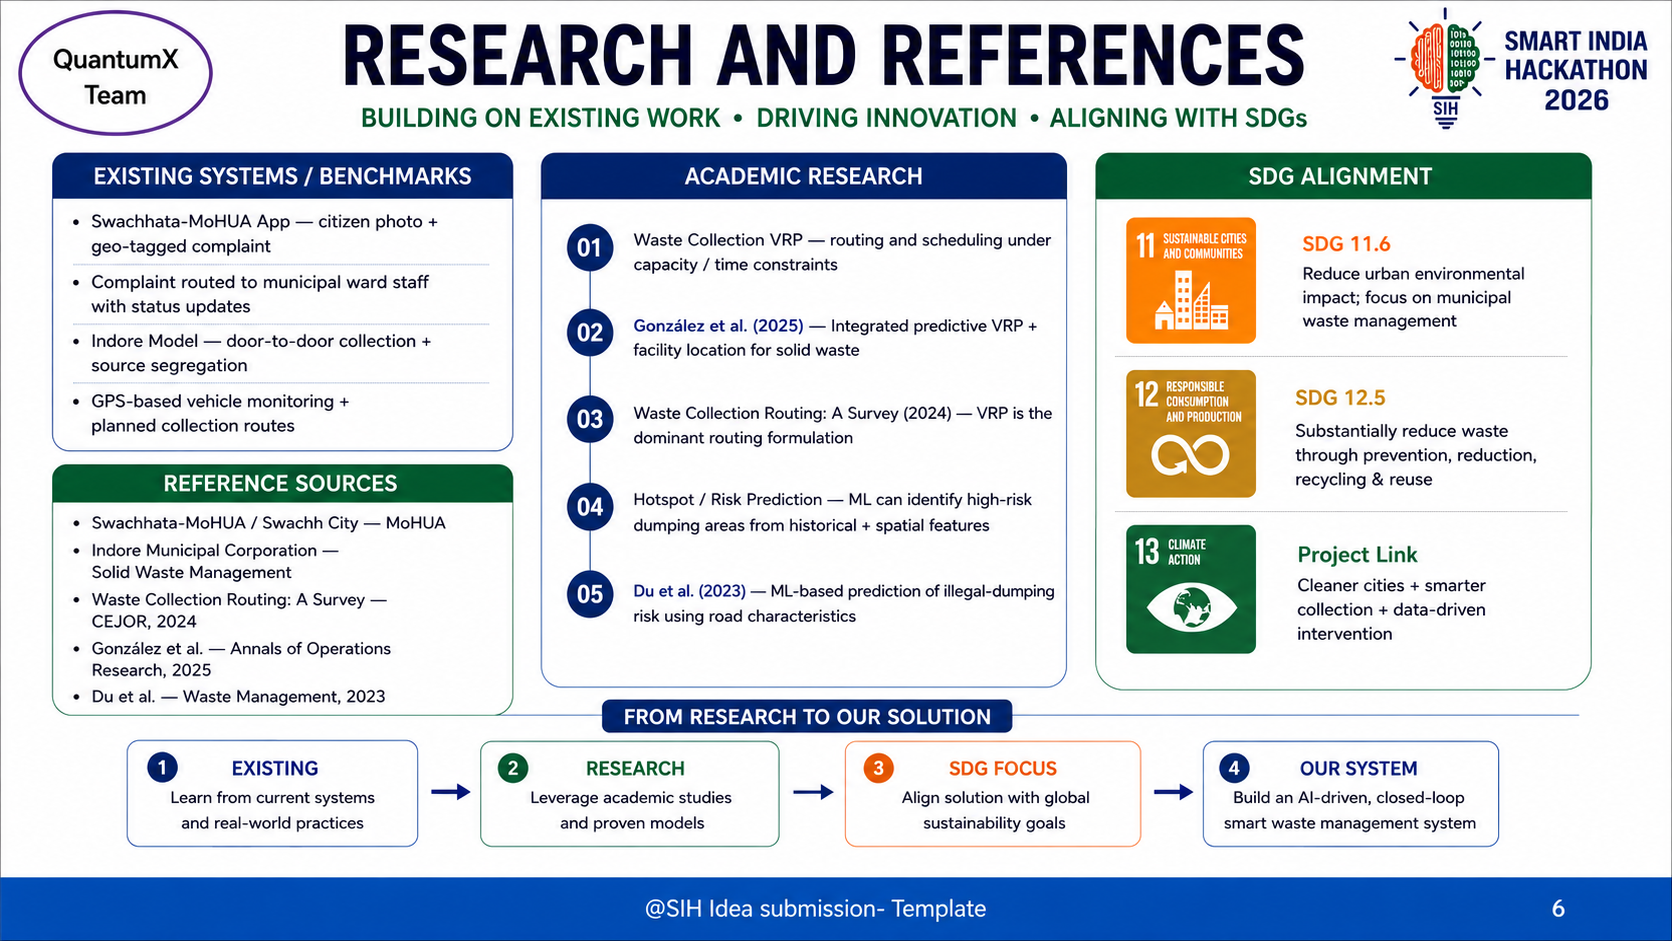 QuantumX
Team
RESEARCH AND REFERENCES
BUILDING ON EXISTING WORK • DRIVING INNOVATION • ALIGNING WITH SDGs
SIH
SMART INDIA
HACKATHON
2026
EXISTING SYSTEMS / BENCHMARKS
• Swachhata-MoHUA App — citizen photo +
geo-tagged complaint
• Complaint routed to municipal ward staff
with status updates
• Indore Model — door-to-door collection +
source segregation
• GPS-based vehicle monitoring +
planned collection routes
REFERENCE SOURCES
• Swachhata-MoHUA / Swachh City — MoHUA
• Indore Municipal Corporation —
Solid Waste Management
• Waste Collection Routing: A Survey —
CEJOR, 2024
• González et al. — Annals of Operations
Research, 2025
• Du et al. — Waste Management, 2023
ACADEMIC RESEARCH
01
Waste Collection VRP — routing and scheduling under
capacity / time constraints
02
González et al. (2025) — Integrated predictive VRP +
facility location for solid waste
03
Waste Collection Routing: A Survey (2024) — VRP is the
dominant routing formulation
04
Hotspot / Risk Prediction — ML can identify high-risk
dumping areas from historical + spatial features
05
Du et al. (2023) — ML-based prediction of illegal-dumping
risk using road characteristics
SDG ALIGNMENT
11 SUSTAINABLE CITIES
AND COMMUNITIES
SDG 11.6
Reduce urban environmental
impact; focus on municipal
waste management
12 RESPONSIBLE
CONSUMPTION
AND PRODUCTION
SDG 12.5
Substantially reduce waste
through prevention, reduction,
recycling & reuse
13 CLIMATE
ACTION
Project Link
Cleaner cities + smarter
collection + data-driven
intervention
FROM RESEARCH TO OUR SOLUTION
1 EXISTING
Learn from current systems
and real-world practices
2 RESEARCH
Leverage academic studies
and proven models
3 SDG FOCUS
Align solution with global
sustainability goals
4 OUR SYSTEM
Build an AI-driven, closed-loop
smart waste management system
@SIH Idea submission- Template
6